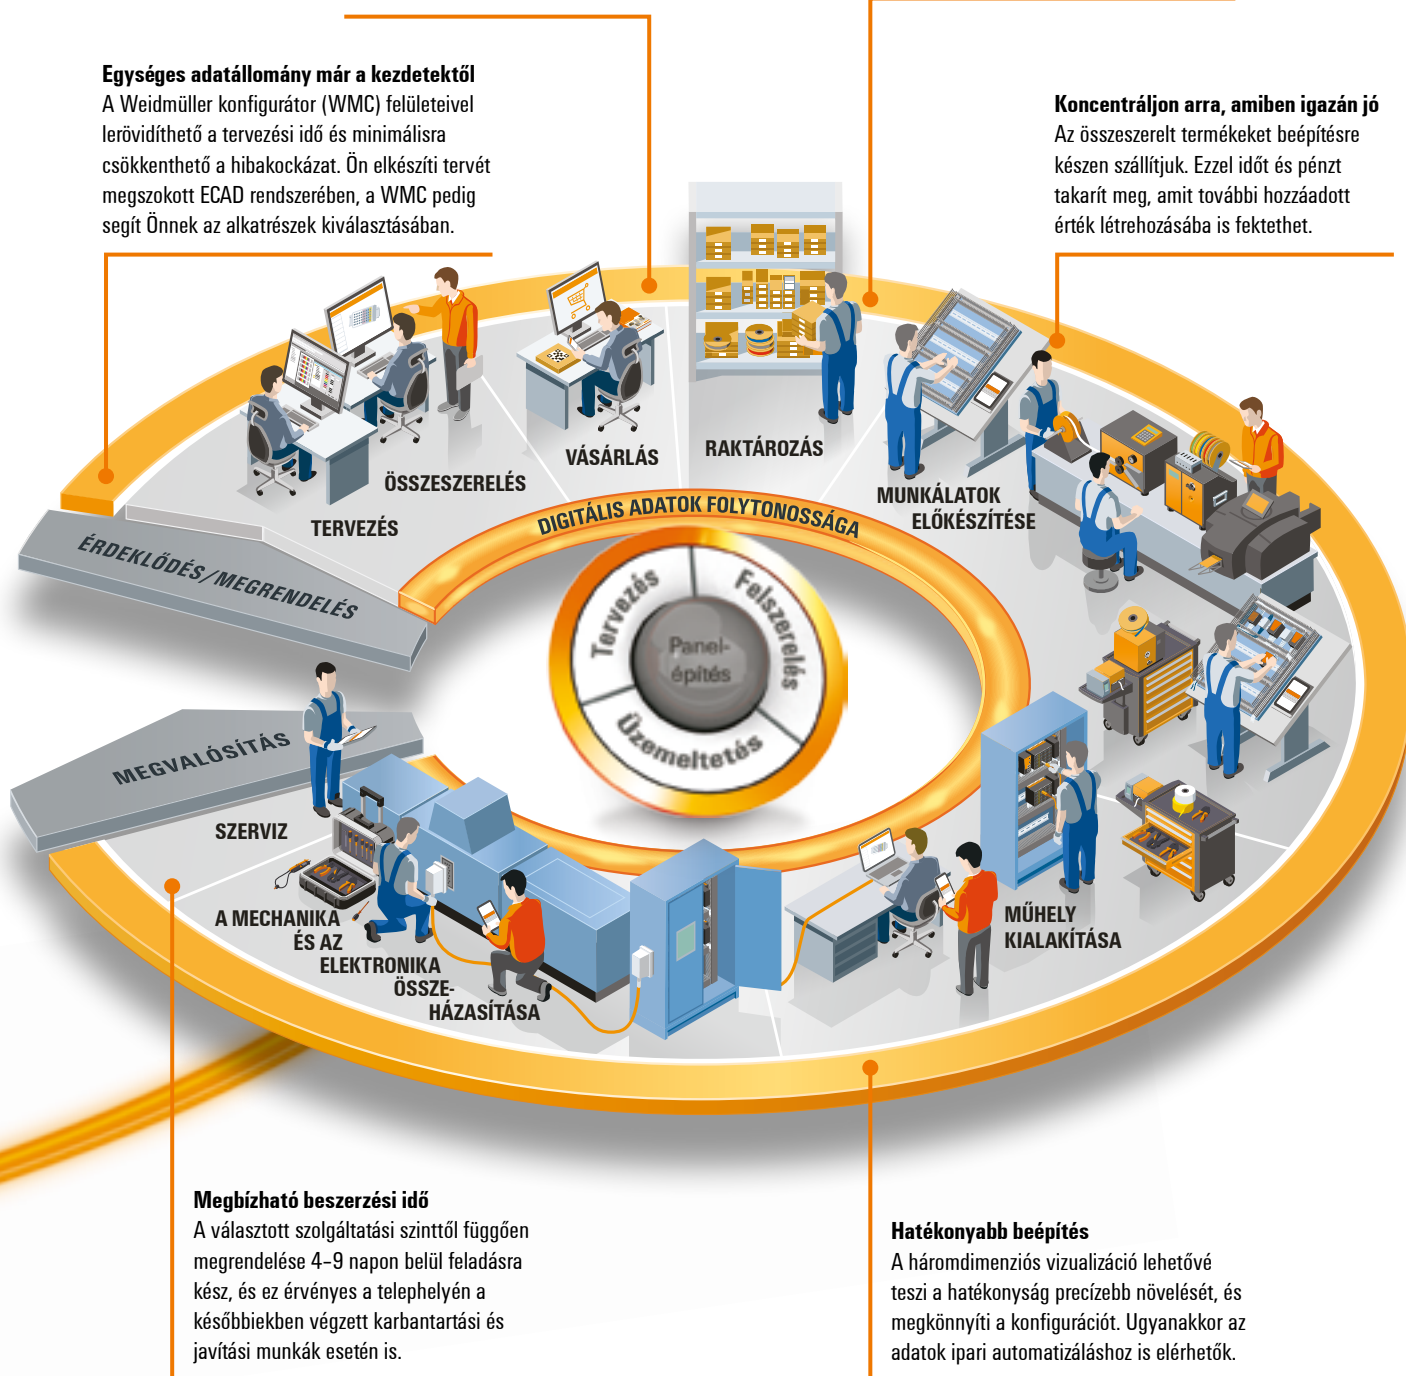 Egységes adatállomány már a kezdetektől
A Weidmüller konfigurátor (WMC) felületeivel
lerövidíthető a tervezési idő és minimálisra
csökkenthető a hibakockázat. Ön elkészíti tervét
megszokott ECAD rendszerében, a WMC pedig
segít Önnek az alkatrészek kiválasztásában.
Koncentráljon arra, amiben igazán jó
Az összeszerelt termékeket beépítésre
készen szállítjuk. Ezzel időt és pénzt
takarít meg, amit további hozzáadott
érték létrehozásába is fektethet.
ÉRDEKLŐDÉS/MEGRENDELÉS
TERVEZÉS
ÖSSZESZERELÉS
VÁSÁRLÁS
RAKTÁROZÁS
MUNKÁLATOK
ELŐKÉSZÍTÉSE
DIGITÁLIS ADATOK FOLYTONOSSÁGA
Tervezés
Felszerelés
Üzemeltetés
Panel-
építés
MEGVALÓSÍTÁS
SZERVIZ
A MECHANIKA
ÉS AZ
ELEKTRONIKA
ÖSSZE-
HÁZASÍTÁSA
MŰHELY
KIALAKÍTÁSA
Megbízható beszerzési idő
A választott szolgáltatási szinttől függően
megrendelése 4–9 napon belül feladásra
kész, és ez érvényes a telephelyén a
későbbiekben végzett karbantartási és
javítási munkák esetén is.
Hatékonyabb beépítés
A háromdimenziós vizualizáció lehetővé
teszi a hatékonyság precízebb növelését, és
megkönnyíti a konfigurációt. Ugyanakkor az
adatok ipari automatizáláshoz is elérhetők.